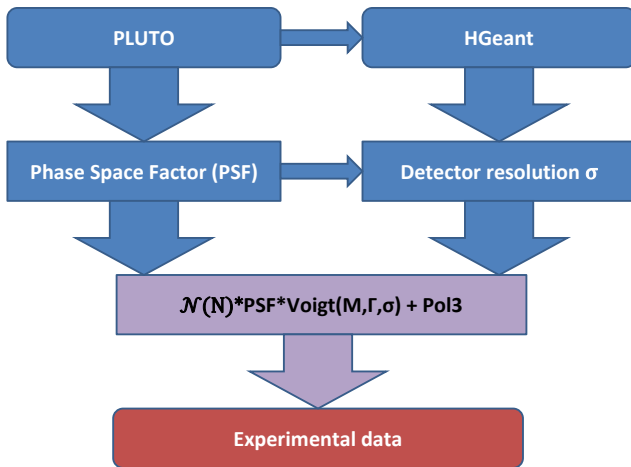 PLUTO
HGeant
Phase Space Factor (PSF)
Detector resolution σ
𝒩(N)*PSF*Voigt(M,Γ,σ) + Pol3
Experimental data